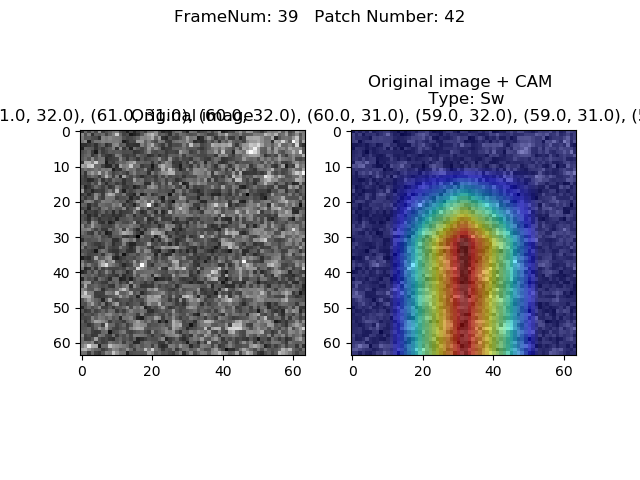 FrameNum: 39   Patch Number: 42
Original image + CAM
Type: Sw
1.0, 32.0), (61.0, 31.0), (60.0, 32.0), (60.0, 31.0), (59.0, 32.0), (59.0, 31.0), (5
Original image
0
10
20
30
40
50
60
0 20 40 60
0
10
20
30
40
50
60
0 20 40 60